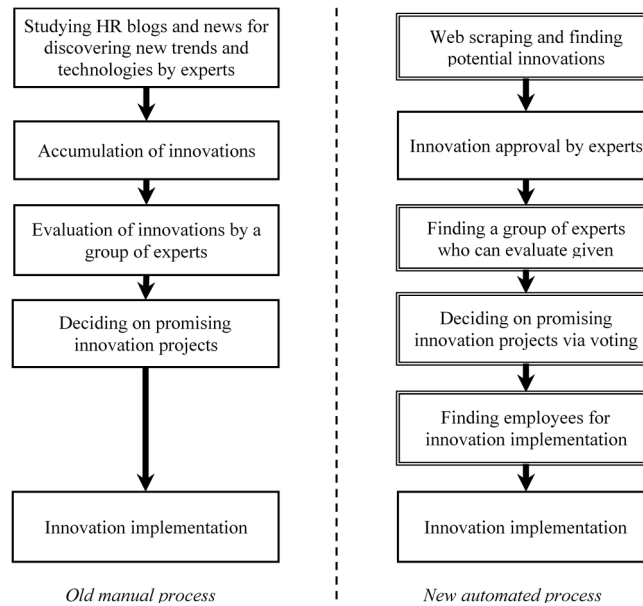 Studying HR blogs and news for
discovering new trends and
technologies by experts
Accumulation of innovations
Evaluation of innovations by a
group of experts
Deciding on promising
innovation projects
Innovation implementation
Old manual process
Web scraping and finding
potential innovations
Innovation approval by experts
Finding a group of experts
who can evaluate given
Deciding on promising
innovation projects via voting
Finding employees for
innovation implementation
Innovation implementation
New automated process